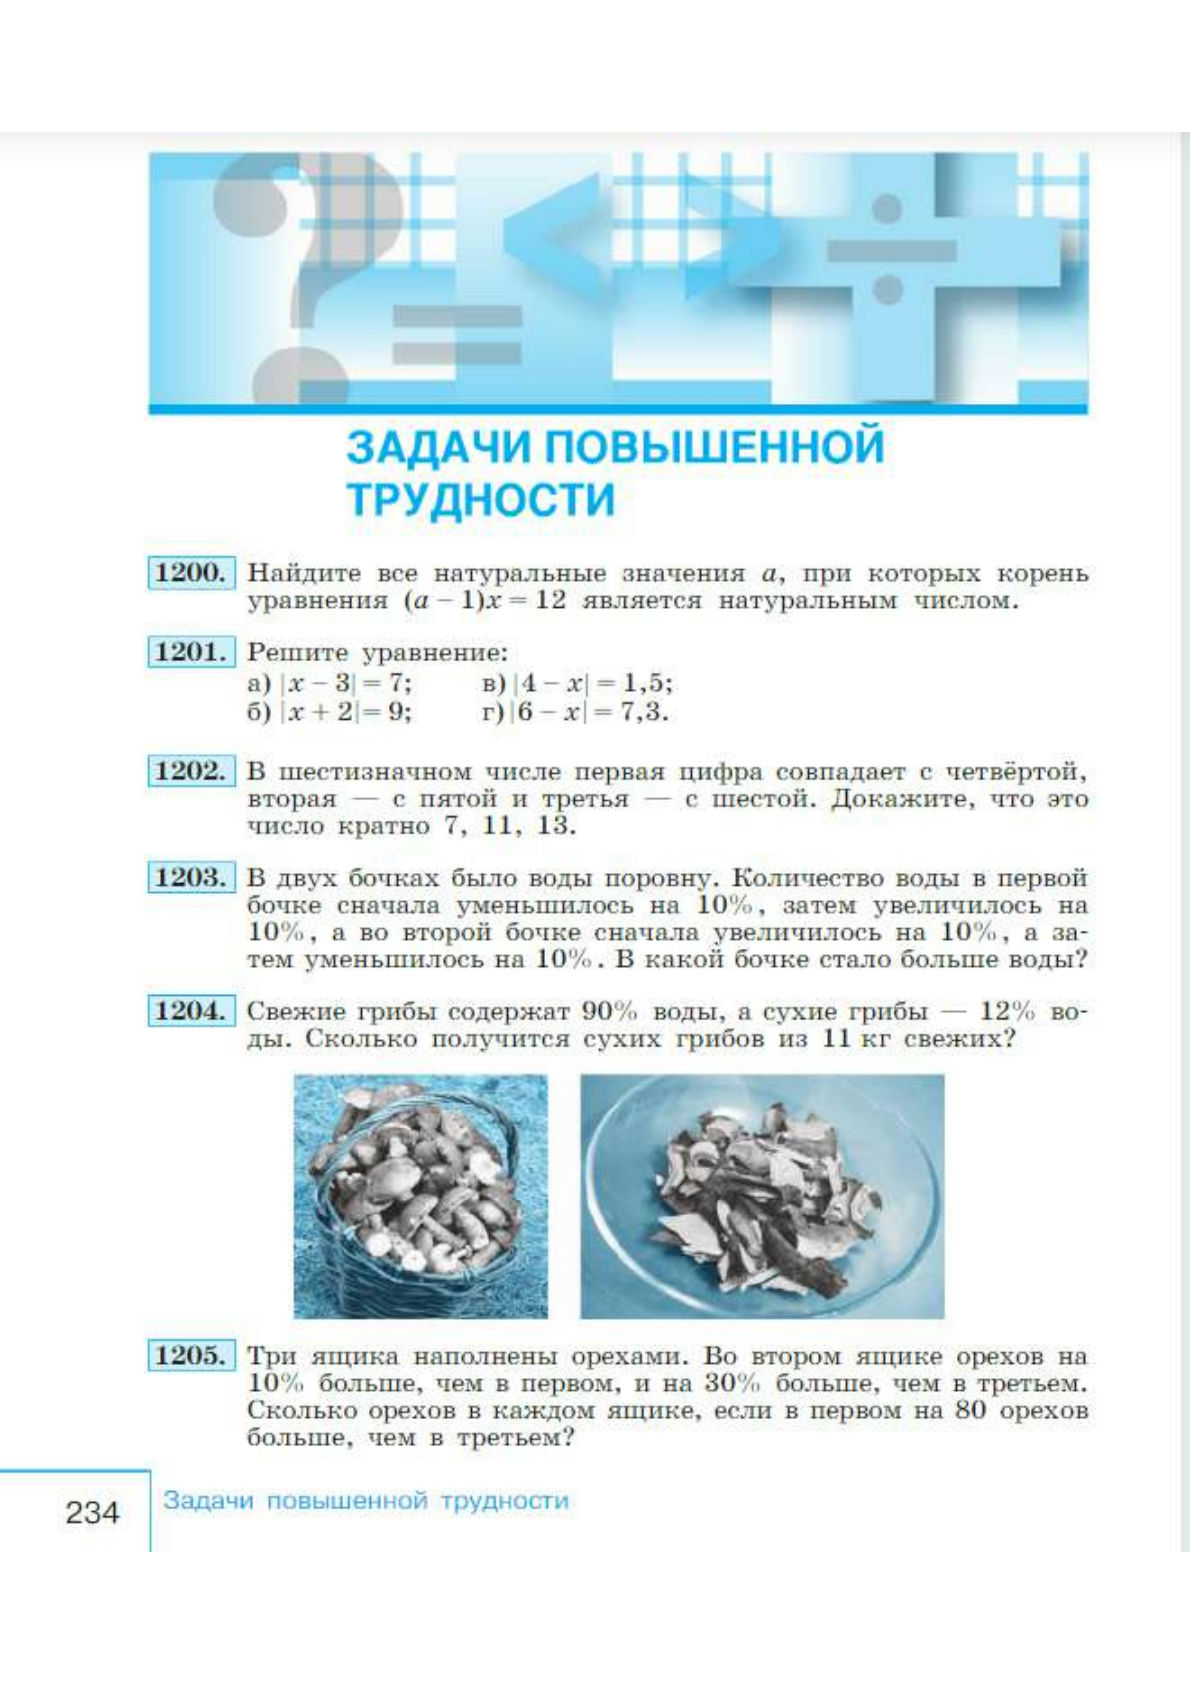 ЗАДАЧИ ПОВЫШЕННОЙ
ТРУДНОСТИ
1200. Найдите все натуральные значения a, при которых корень
уравнения (a – 1)x = 12 является натуральным числом.
1201. Решите уравнение:
а) |x – 3| = 7; в) |4 – x| = 1,5;
б) |x + 2| = 9; г) |6 – x| = 7,3.
1202. В шестизначном числе первая цифра совпадает с четвёртой,
вторая — с пятой и третья — с шестой. Докажите, что это
число кратно 7, 11, 13.
1203. В двух бочках было воды поровну. Количество воды в первой
бочке сначала уменьшилось на 10%, затем увеличилось на
10%, а во второй бочке сначала увеличилось на 10%, а за-
тем уменьшилось на 10%. В какой бочке стало больше воды?
1204. Свежие грибы содержат 90% воды, а сухие грибы — 12% во-
ды. Сколько получится сухих грибов из 11 кг свежих?
1205. Три ящика наполнены орехами. Во втором ящике орехов на
10% больше, чем в первом, и на 30% больше, чем в третьем.
Сколько орехов в каждом ящике, если в первом на 80 орехов
больше, чем в третьем?
234 Задачи повышенной трудности